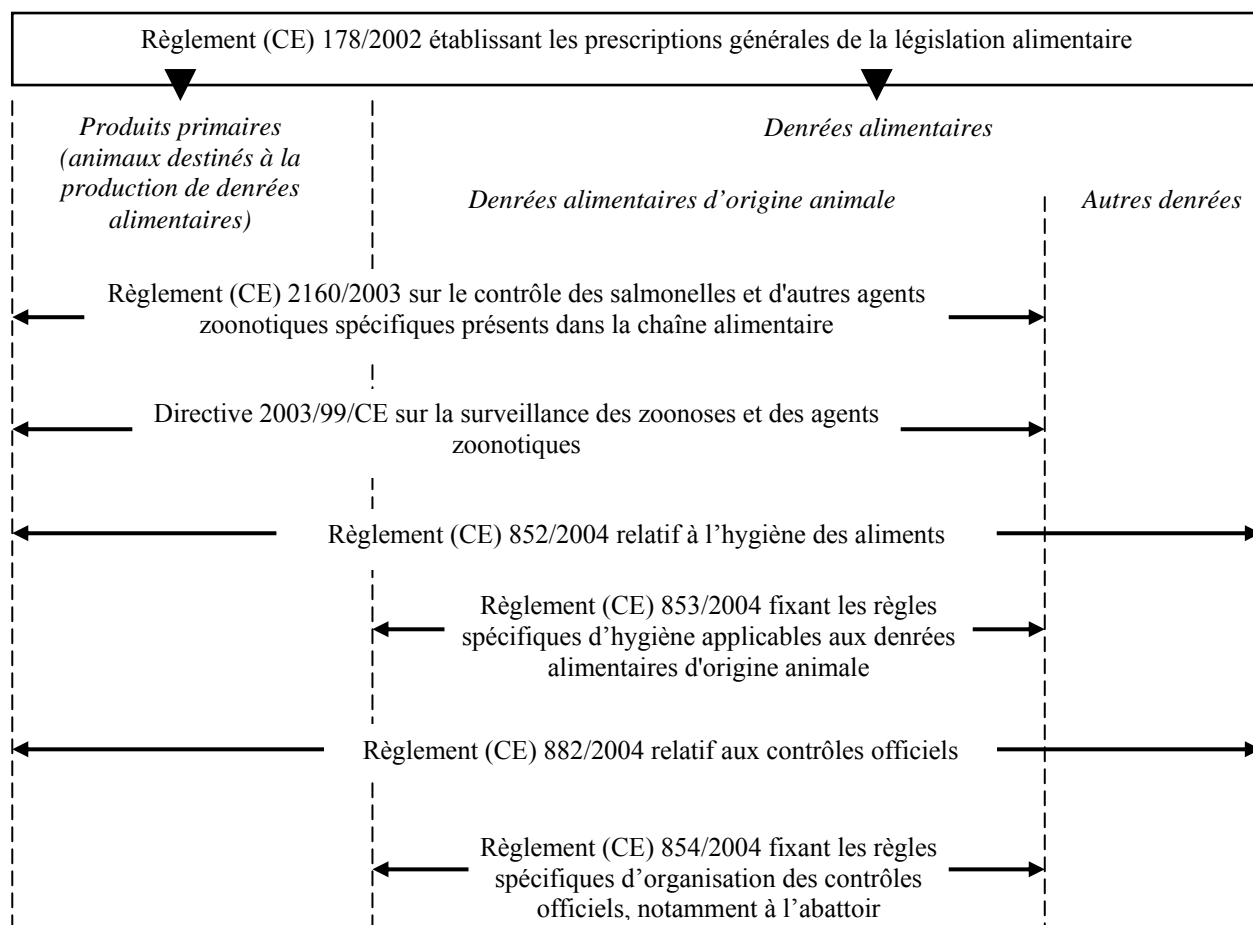 Règlement (CE) 178/2002 établissant les prescriptions générales de la législation alimentaire
Produits primaires
(animaux destinés à la
production de denrées
alimentaires)
Denrées alimentaires
Denrées alimentaires d’origine animale
Autres denrées
Règlement (CE) 2160/2003 sur le contrôle des salmonelles et d'autres agents
zoonotiques spécifiques présents dans la chaîne alimentaire
Directive 2003/99/CE sur la surveillance des zoonoses et des agents
zoonotiques
Règlement (CE) 852/2004 relatif à l’hygiène des aliments
Règlement (CE) 853/2004 fixant les règles
spécifiques d’hygiène applicables aux denrées
alimentaires d'origine animale
Règlement (CE) 882/2004 relatif aux contrôles officiels
Règlement (CE) 854/2004 fixant les règles
spécifiques d’organisation des contrôles
officiels, notamment à l’abattoir